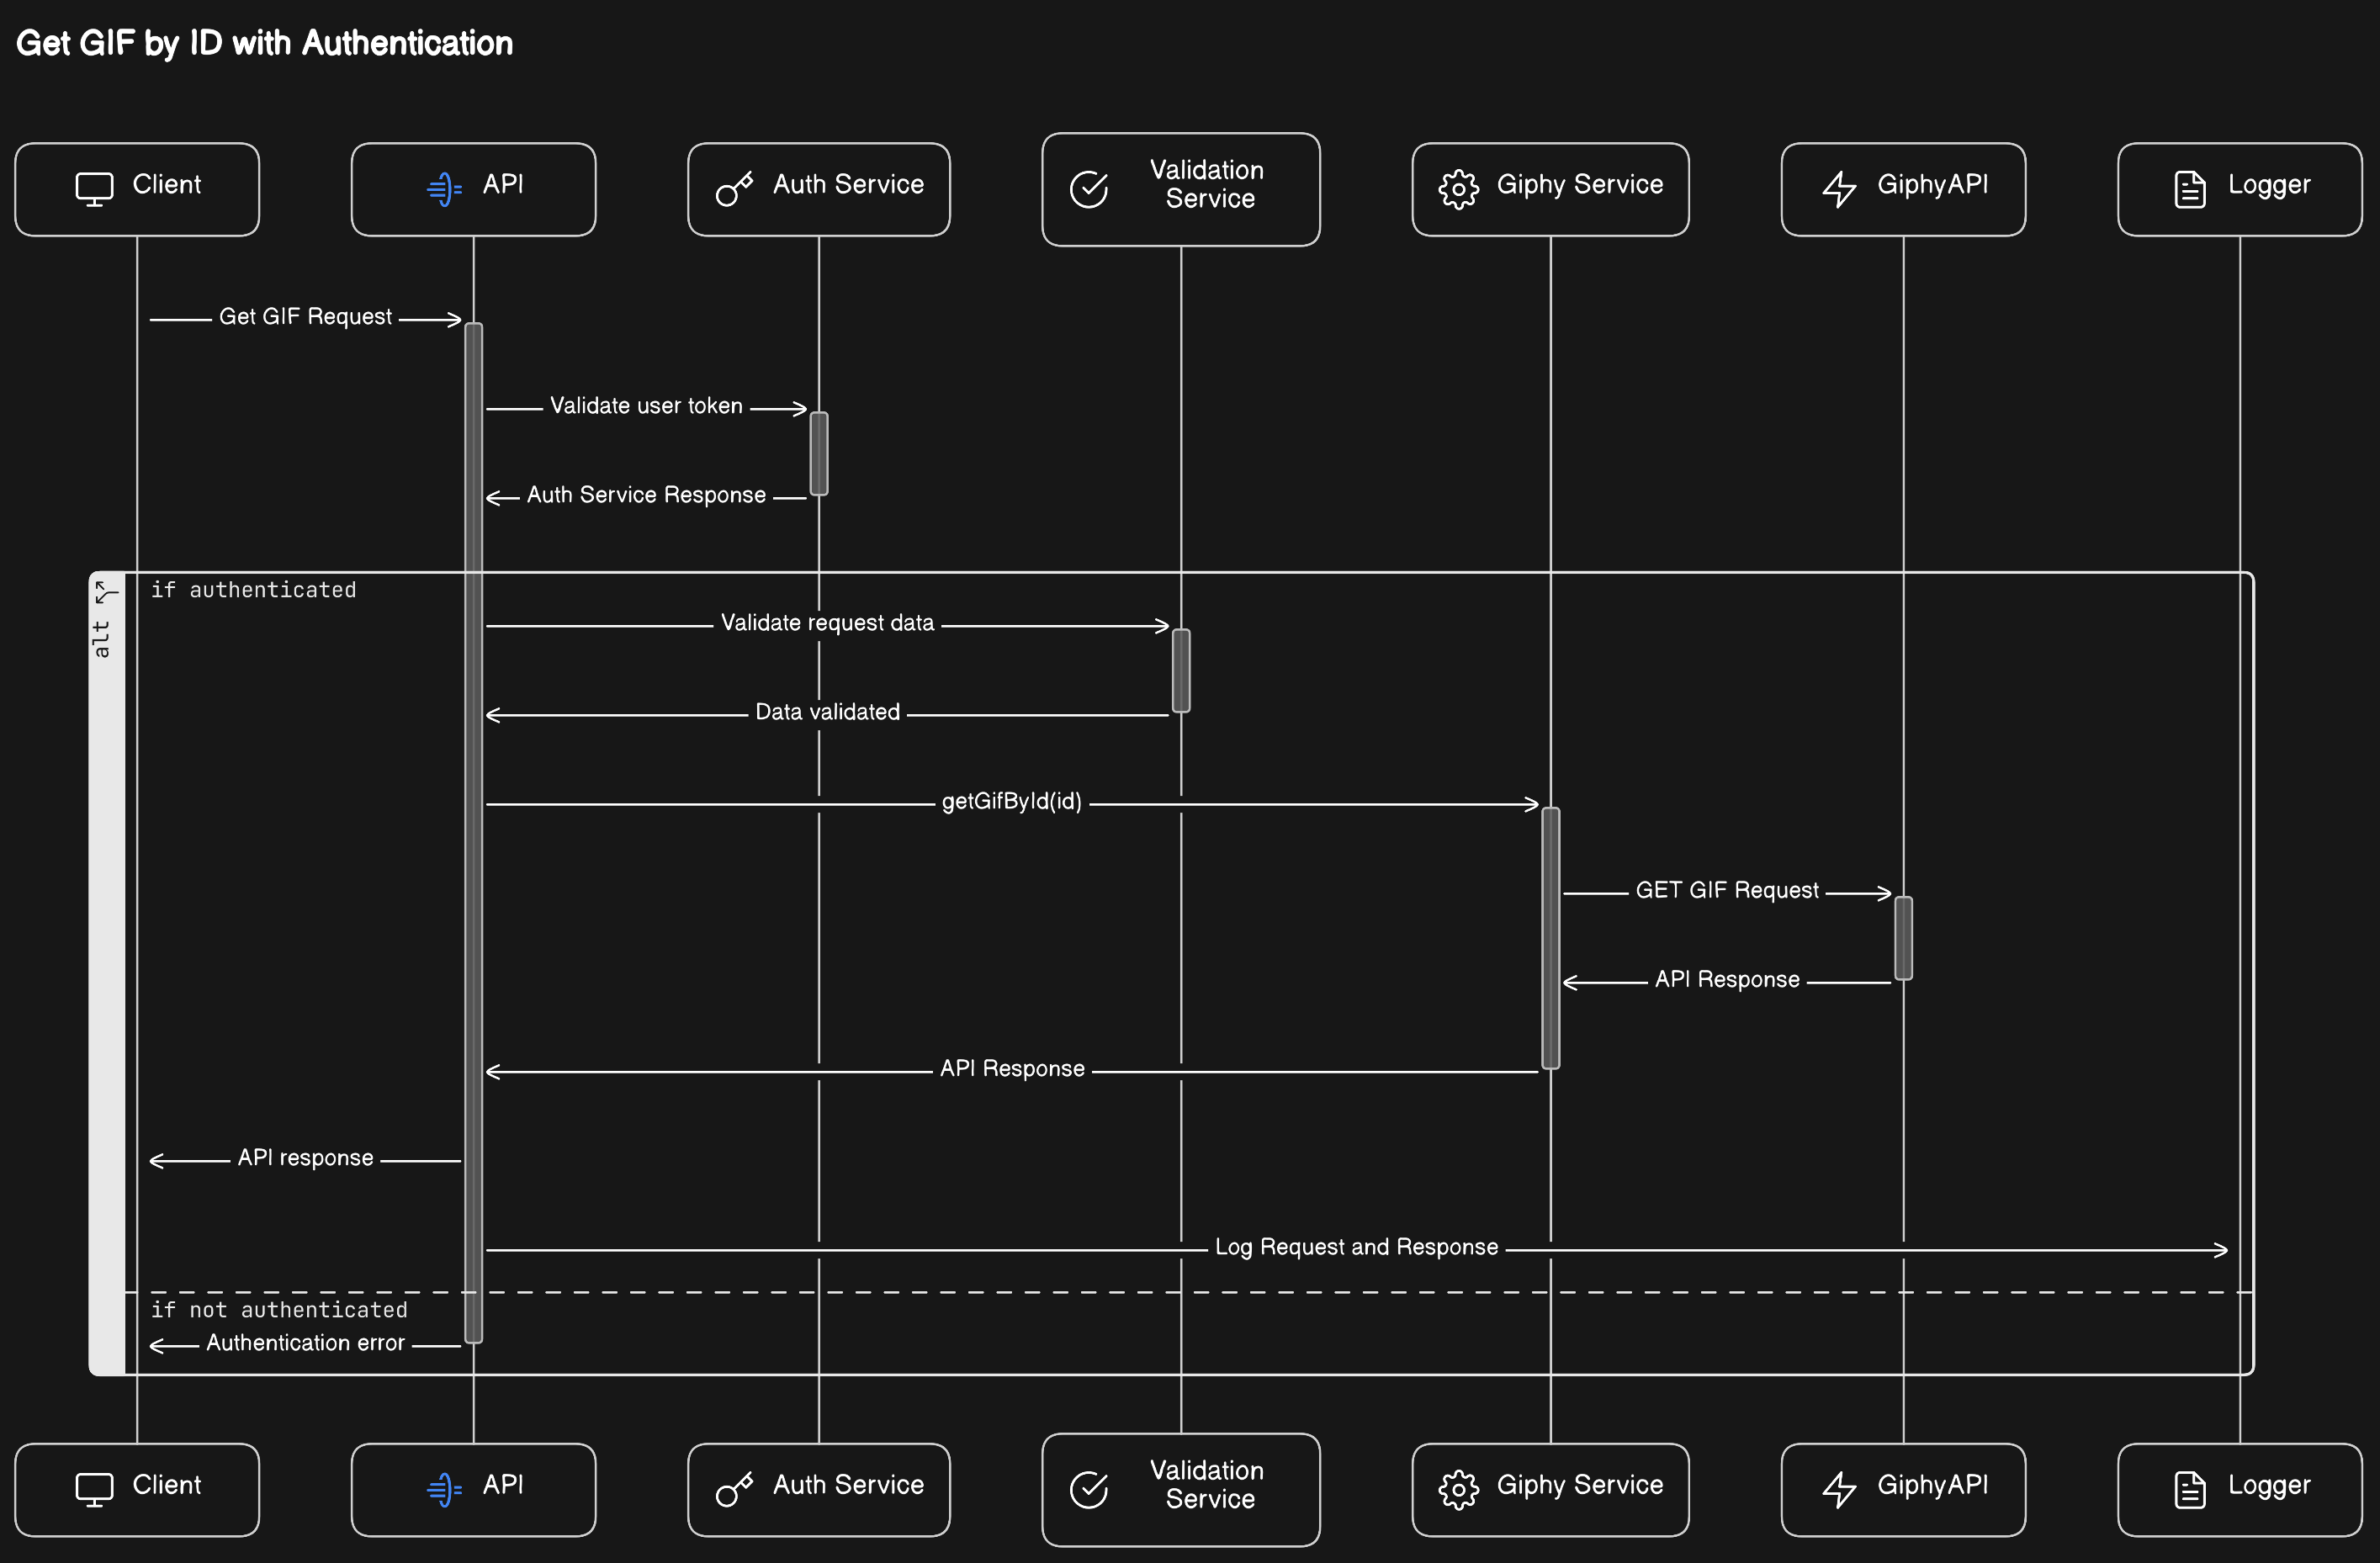 Get GIF by ID with Authentication
Client
API
Auth Service
Validation
Service
Giphy Service
GiphyAPI
Logger
Get GIF Request
Validate user token
Auth Service Response
alt
if authenticated
Validate request data
Data validated
getGifById(id)
GET GIF Request
API Response
API Response
API response
Log Request and Response
if not authenticated
Authentication error
Client
API
Auth Service
Validation
Service
Giphy Service
GiphyAPI
Logger